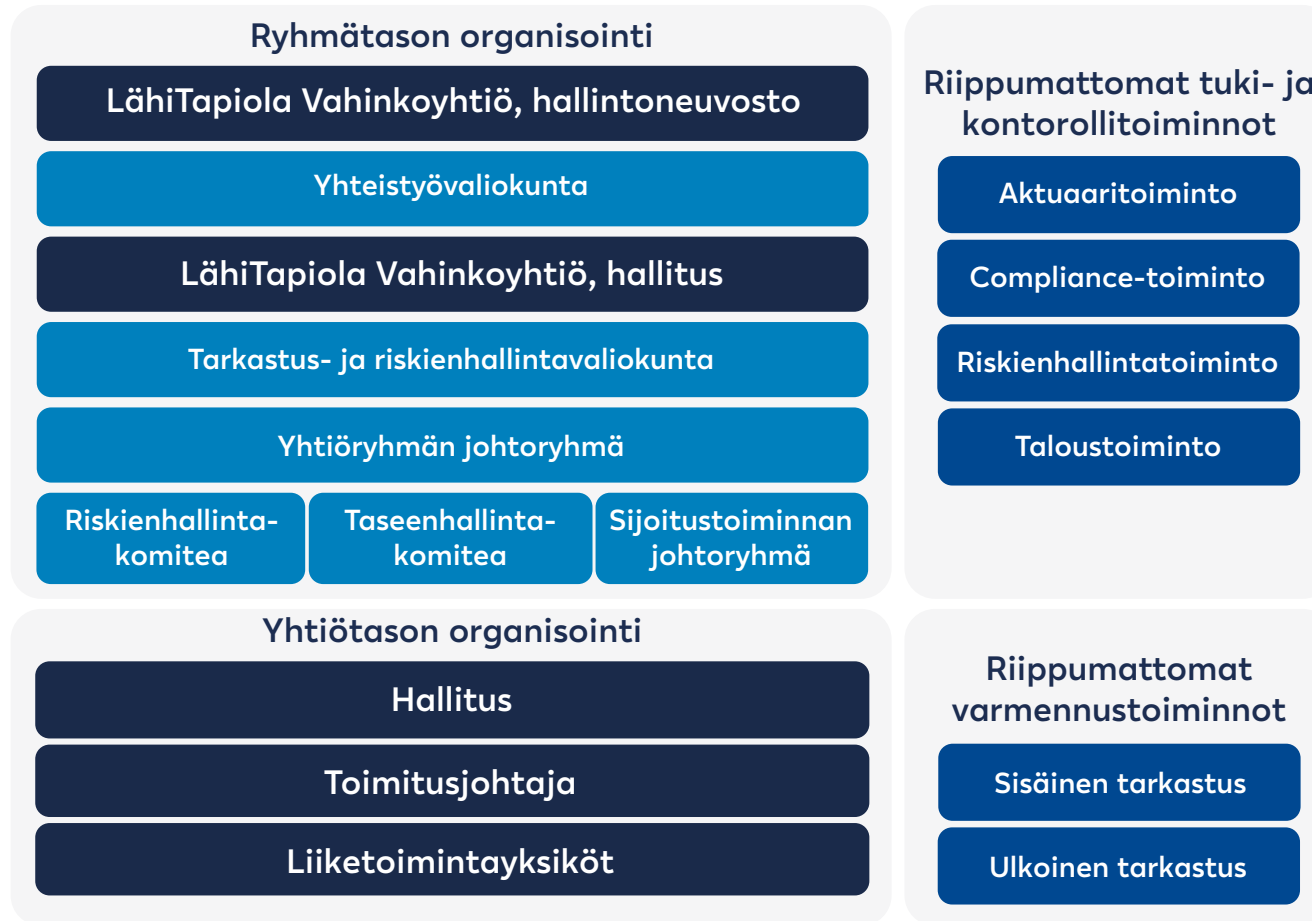 Ryhmätason organisointi
LähiTapiola Vahinkoyhtiö, hallintoneuvosto
Yhteistyövaliokunta
LähiTapiola Vahinkoyhtiö, hallitus
Tarkastus- ja riskienhallintavaliokunta
Yhtiöryhmän johtoryhmä
Riskienhallinta-
komitea
Taseenhallinta-
komitea
Sijoitustoiminnan
johtoryhmä
Riippumattomat tuki- ja
kontorollitoiminnot
Aktuaaritoiminto
Compliance-toiminto
Riskienhallintatoiminto
Taloustoiminto
Yhtiötason organisointi
Hallitus
Toimitusjohtaja
Liiketoimintayksiköt
Riippumattomat
varmennustoiminnot
Sisäinen tarkastus
Ulkoinen tarkastus